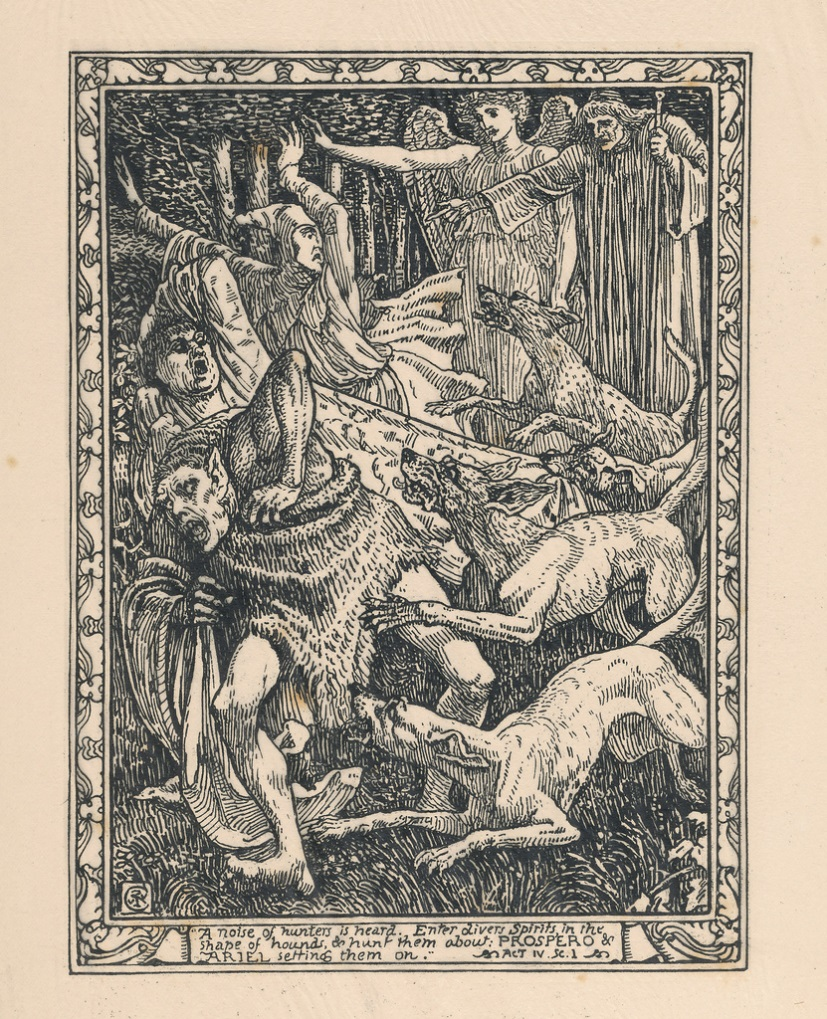 "A noise of hunters is heard. Enter divers Spirits in the
shape of hounds, & hunt them about: PROSPERO &
ARIEL setting them on."   ACT IV. SC. I